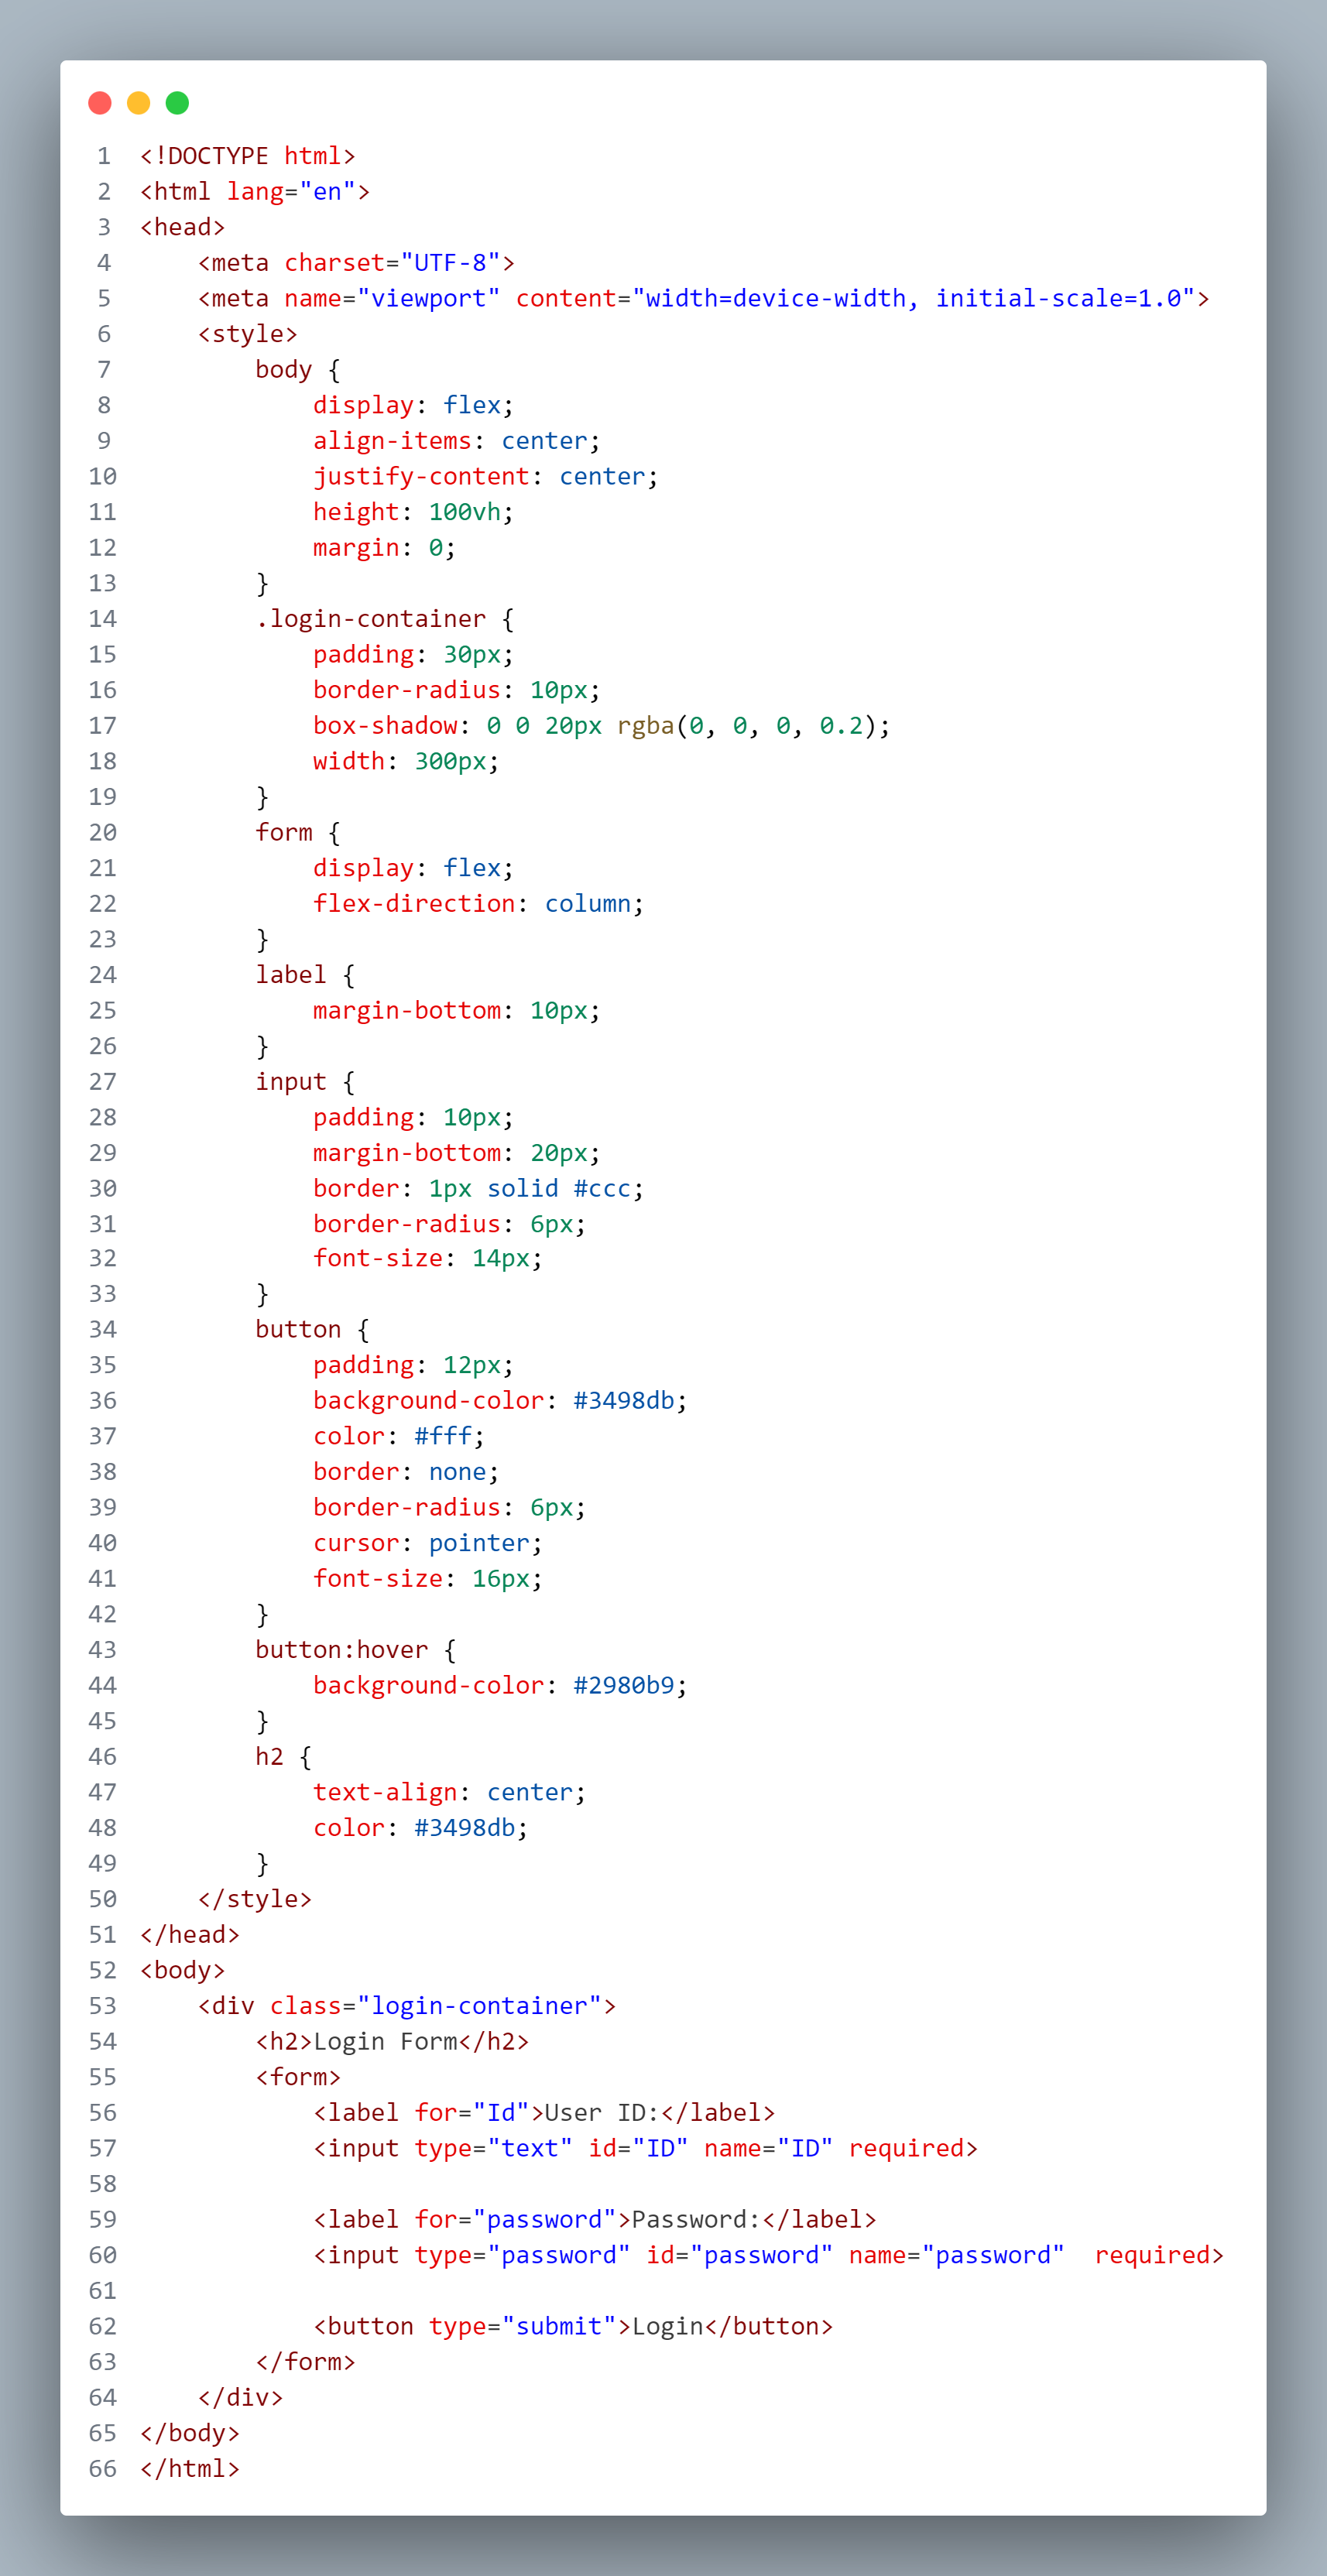 1 <!DOCTYPE html>
2 <html lang="en">
3 <head>
4     <meta charset="UTF-8">
5     <meta name="viewport" content="width=device-width, initial-scale=1.0">
6     <style>
7         body {
8             display: flex;
9             align-items: center;
10             justify-content: center;
11             height: 100vh;
12             margin: 0;
13         }
14         .login-container {
15             padding: 30px;
16             border-radius: 10px;
17             box-shadow: 0 0 20px rgba(0, 0, 0, 0.2);
18             width: 300px;
19         }
20         form {
21             display: flex;
22             flex-direction: column;
23         }
24         label {
25             margin-bottom: 10px;
26         }
27         input {
28             padding: 10px;
29             margin-bottom: 20px;
30             border: 1px solid #ccc;
31             border-radius: 6px;
32             font-size: 14px;
33         }
34         button {
35             padding: 12px;
36             background-color: #3498db;
37             color: #fff;
38             border: none;
39             border-radius: 6px;
40             cursor: pointer;
41             font-size: 16px;
42         }
43         button:hover {
44             background-color: #2980b9;
45         }
46         h2 {
47             text-align: center;
48             color: #3498db;
49         }
50     </style>
51 </head>
52 <body>
53     <div class="login-container">
54         <h2>Login Form</h2>
55         <form>
56             <label for="Id">User ID:</label>
57             <input type="text" id="ID" name="ID" required>
58
59             <label for="password">Password:</label>
60             <input type="password" id="password" name="password"  required>
61
62             <button type="submit">Login</button>
63         </form>
64     </div>
65 </body>
66 </html>